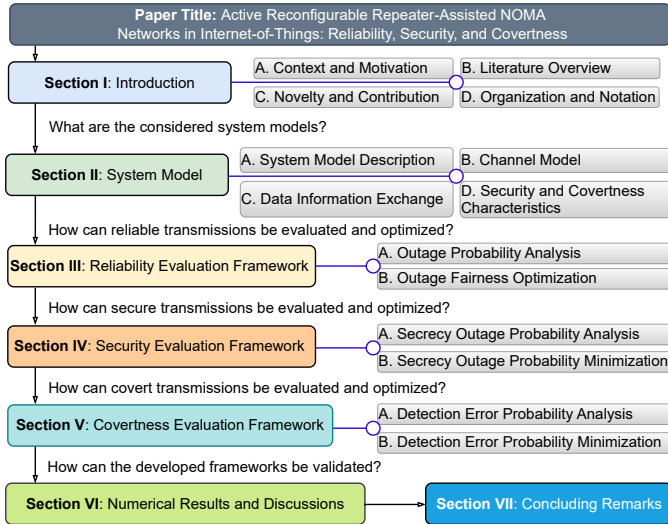 Paper Title: Active Reconfigurable Repeater-Assisted NOMA
Networks in Internet-of-Things: Reliability, Security, and Covertness
Section I: Introduction
A. Context and Motivation
B. Literature Overview
C. Novelty and Contribution
D. Organization and Notation
What are the considered system models?
Section II: System Model
A. System Model Description
B. Channel Model
C. Data Information Exchange
D. Security and Covertness
Characteristics
How can reliable transmissions be evaluated and optimized?
Section III: Reliability Evaluation Framework
A. Outage Probability Analysis
B. Outage Fairness Optimization
How can secure transmissions be evaluated and optimized?
Section IV: Security Evaluation Framework
A. Secrecy Outage Probability Analysis
B. Secrecy Outage Probability Minimization
How can covert transmissions be evaluated and optimized?
Section V: Covertness Evaluation Framework
A. Detection Error Probability Analysis
B. Detection Error Probability Minimization
How can the developed frameworks be validated?
Section VI: Numerical Results and Discussions
Section VII: Concluding Remarks